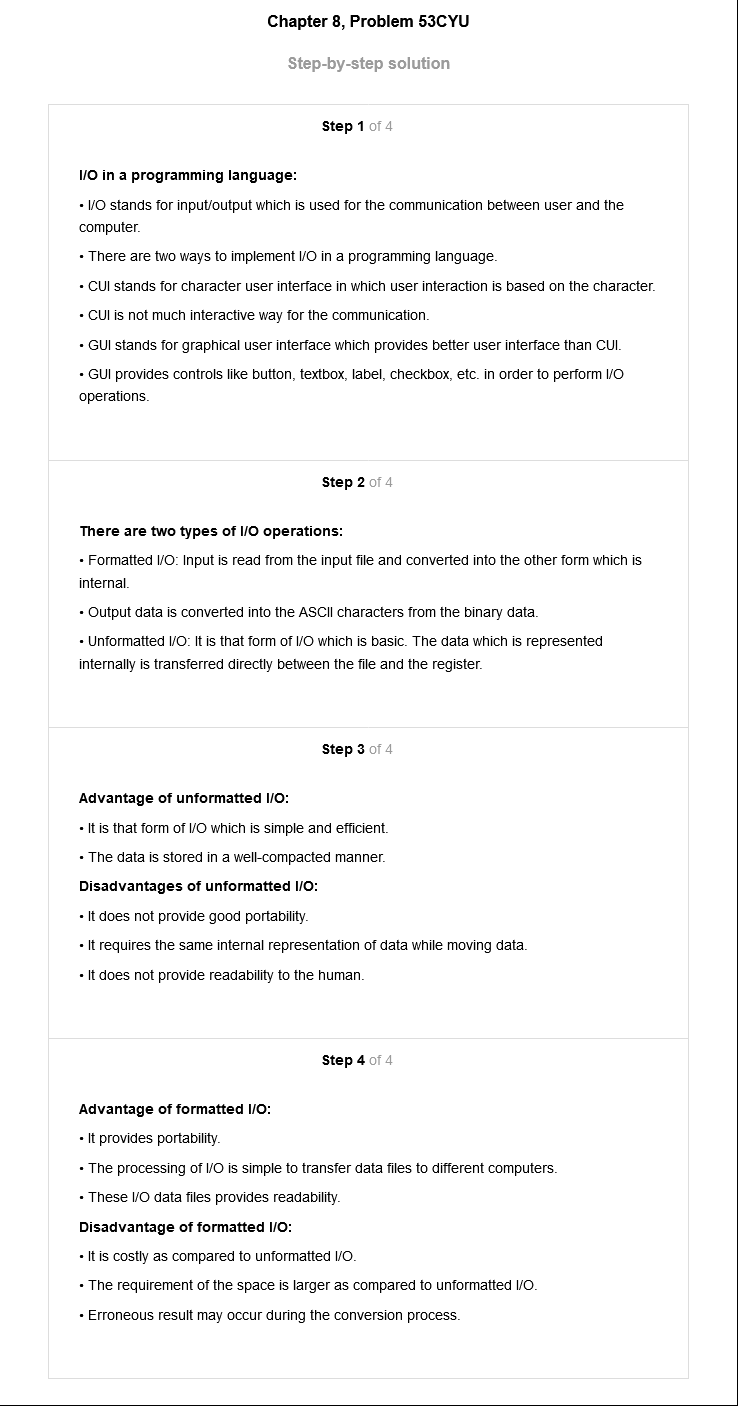 Chapter 8, Problem 53CYU
Step-by-step solution
Step 1 of 4
I/O in a programming language:
• I/O stands for input/output which is used for the communication between user and the
computer.
• There are two ways to implement I/O in a programming language.
• CUI stands for character user interface in which user interaction is based on the character.
• CUI is not much interactive way for the communication.
• GUI stands for graphical user interface which provides better user interface than CUI.
• GUI provides controls like button, textbox, label, checkbox, etc. in order to perform I/O
operations.
Step 2 of 4
There are two types of I/O operations:
• Formatted I/O: Input is read from the input file and converted into the other form which is
internal.
• Output data is converted into the ASCII characters from the binary data.
• Unformatted I/O: It is that form of I/O which is basic. The data which is represented
internally is transferred directly between the file and the register.
Step 3 of 4
Advantage of unformatted I/O:
• It is that form of I/O which is simple and efficient.
• The data is stored in a well-compacted manner.
Disadvantages of unformatted I/O:
• It does not provide good portability.
• It requires the same internal representation of data while moving data.
• It does not provide readability to the human.
Step 4 of 4
Advantage of formatted I/O:
• It provides portability.
• The processing of I/O is simple to transfer data files to different computers.
• These I/O data files provides readability.
Disadvantage of formatted I/O:
• It is costly as compared to unformatted I/O.
• The requirement of the space is larger as compared to unformatted I/O.
• Erroneous result may occur during the conversion process.